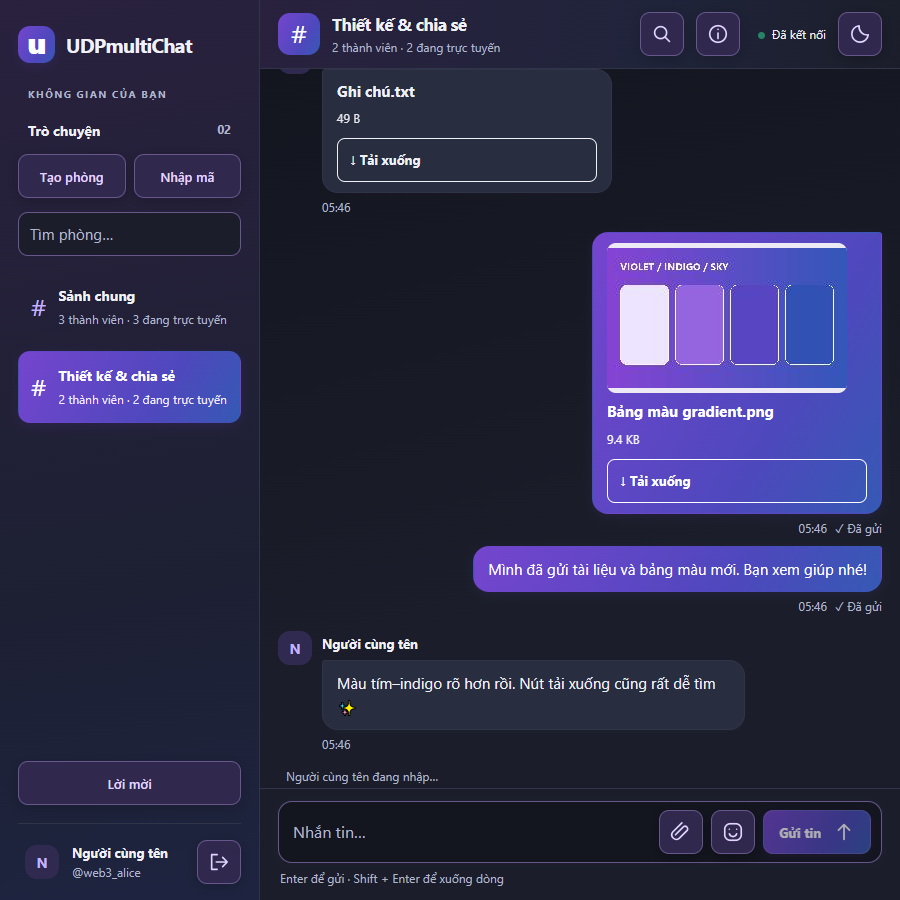 u UDPmultiChat
KHÔNG GIAN CỦA BẠN
Trò chuyện 02
Tạo phòng Nhập mã
Tìm phòng...
# Sảnh chung
3 thành viên · 3 đang trực tuyến
# Thiết kế & chia sẻ
2 thành viên · 2 đang trực tuyến
Lời mời
N Người cùng tên
@web3_alice
# Thiết kế & chia sẻ
2 thành viên · 2 đang trực tuyến
Đã kết nối
Ghi chú.txt
49 B
↓ Tải xuống
05:46
VIOLET / INDIGO / SKY
Bảng màu gradient.png
9.4 KB
↓ Tải xuống
05:46 ✓ Đã gửi
Mình đã gửi tài liệu và bảng màu mới. Bạn xem giúp nhé!
05:46 ✓ Đã gửi
N Người cùng tên
Màu tím–indigo rõ hơn rồi. Nút tải xuống cũng rất dễ tìm
✨
05:46
Người cùng tên đang nhập...
Nhắn tin...
Gửi tin ↑
Enter để gửi · Shift + Enter để xuống dòng